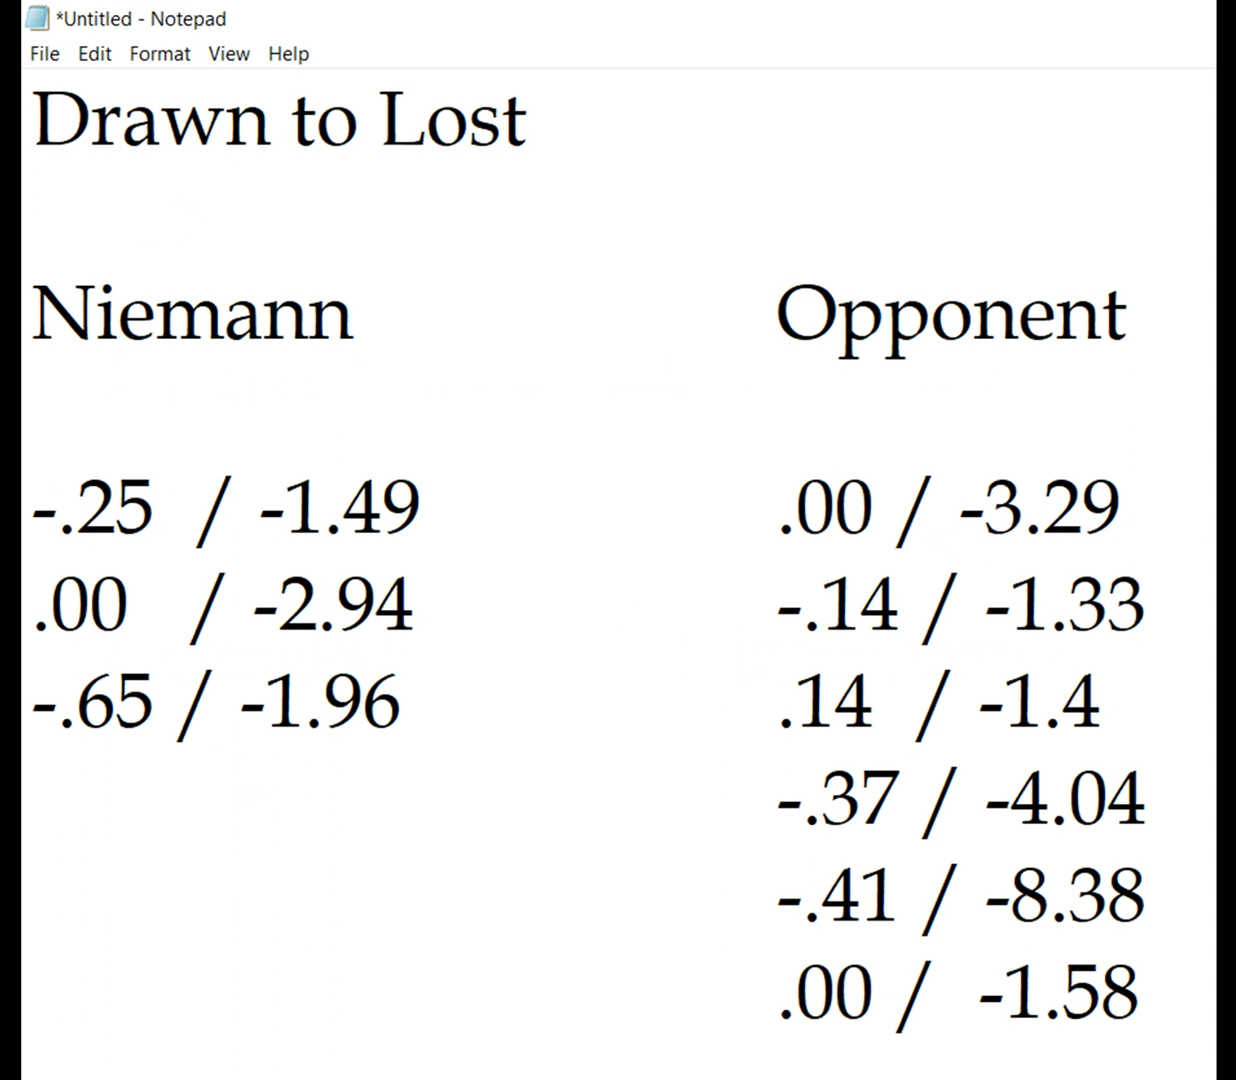 *Untitled - Notepad
File Edit Format View Help
Drawn to Lost
Niemann Opponent
-.25 / -1.49 .00 / -3.29
.00 / -2.94 -.14 / -1.33
-.65 / -1.96 .14 / -1.4
-.37 / -4.04
-.41 / -8.38
.00 / -1.58